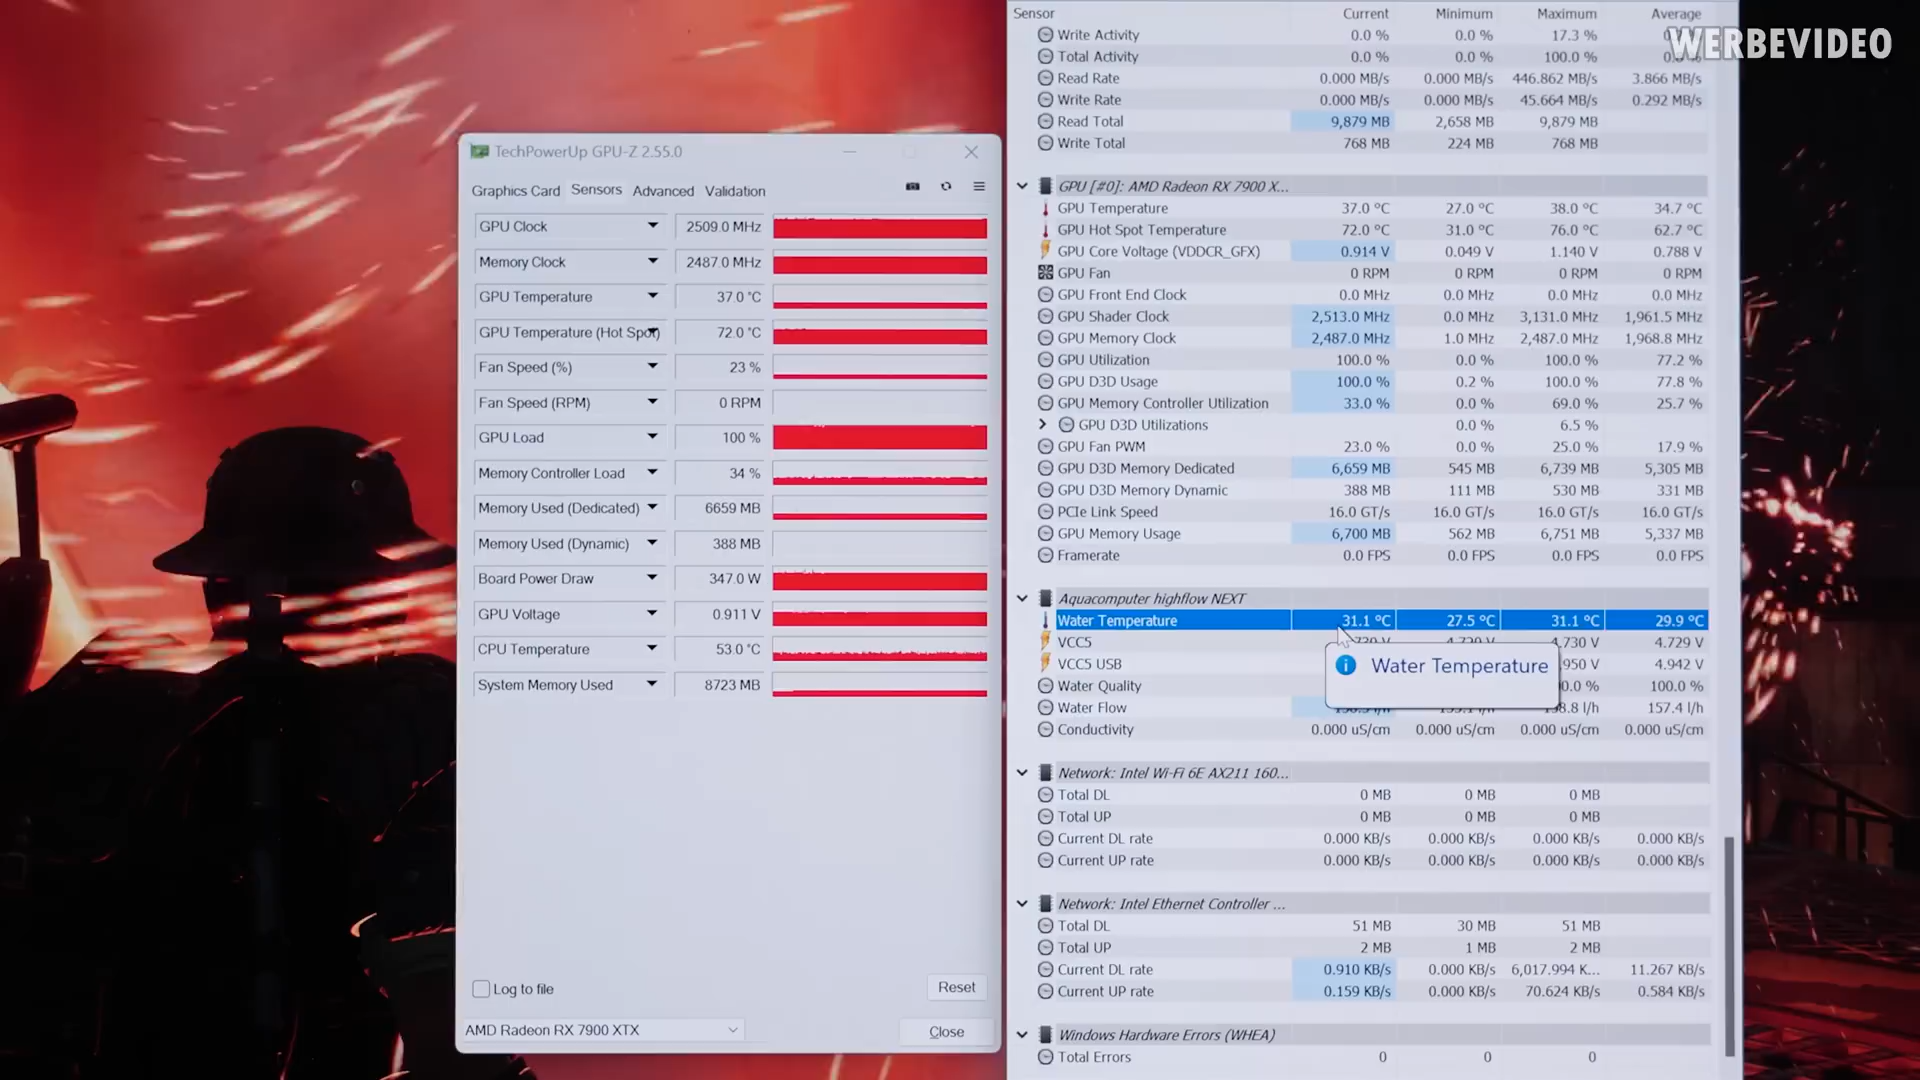 WERBEVIDEO
TechPowerUp GPU-Z 2.55.0
Graphics Card Sensors Advanced Validation
GPU Clock 2509.0 MHz
Memory Clock 2487.0 MHz
GPU Temperature 37.0 °C
GPU Temperature (Hot Spot) 72.0 °C
Fan Speed (%) 23 %
Fan Speed (RPM) 0 RPM
GPU Load 100 %
Memory Controller Load 34 %
Memory Used (Dedicated) 6659 MB
Memory Used (Dynamic) 388 MB
Board Power Draw 347.0 W
GPU Voltage 0.911 V
CPU Temperature 53.0 °C
System Memory Used 8723 MB
Log to file
Reset
AMD Radeon RX 7900 XTX
Close
Sensor Current Minimum Maximum Average
Write Activity 0.0 % 0.0 % 17.3 %
Total Activity 0.0 % 0.0 % 100.0 %
Read Rate 0.000 MB/s 0.000 MB/s 446.862 MB/s 3.866 MB/s
Write Rate 0.000 MB/s 0.000 MB/s 45.664 MB/s 0.292 MB/s
Read Total 9,879 MB 2,658 MB 9,879 MB
Write Total 768 MB 224 MB 768 MB
GPU [#0]: AMD Radeon RX 7900 X...
GPU Temperature 37.0 °C 27.0 °C 38.0 °C 34.7 °C
GPU Hot Spot Temperature 72.0 °C 31.0 °C 76.0 °C 62.7 °C
GPU Core Voltage (VDDCR_GFX) 0.914 V 0.049 V 1.140 V 0.788 V
GPU Fan 0 RPM 0 RPM 0 RPM 0 RPM
GPU Front End Clock 0.0 MHz 0.0 MHz 0.0 MHz 0.0 MHz
GPU Shader Clock 2,513.0 MHz 0.0 MHz 3,131.0 MHz 1,961.5 MHz
GPU Memory Clock 2,487.0 MHz 1.0 MHz 2,487.0 MHz 1,968.8 MHz
GPU Utilization 100.0 % 0.0 % 100.0 % 77.2 %
GPU D3D Usage 100.0 % 0.2 % 100.0 % 77.8 %
GPU Memory Controller Utilization 33.0 % 0.0 % 69.0 % 25.7 %
GPU D3D Utilizations 0.0 % 6.5 %
GPU Fan PWM 23.0 % 0.0 % 25.0 % 17.9 %
GPU D3D Memory Dedicated 6,659 MB 545 MB 6,739 MB 5,305 MB
GPU D3D Memory Dynamic 388 MB 111 MB 530 MB 331 MB
PCIe Link Speed 16.0 GT/s 16.0 GT/s 16.0 GT/s 16.0 GT/s
GPU Memory Usage 6,700 MB 562 MB 6,751 MB 5,337 MB
Framerate 0.0 FPS 0.0 FPS 0.0 FPS 0.0 FPS
Aquacomputer highflow NEXT
Water Temperature 31.1 °C 27.5 °C 31.1 °C 29.9 °C
VCC5 4.730 V 4.729 V
VCC5 USB 4.942 V
Water Quality 100.0 %
Water Flow 157.4 l/h
Water Temperature
Conductivity 0.000 uS/cm 0.000 uS/cm 0.000 uS/cm 0.000 uS/cm
Network: Intel Wi-Fi 6E AX211 160...
Total DL 0 MB 0 MB 0 MB
Total UP 0 MB 0 MB 0 MB
Current DL rate 0.000 KB/s 0.000 KB/s 0.000 KB/s 0.000 KB/s
Current UP rate 0.000 KB/s 0.000 KB/s 0.000 KB/s 0.000 KB/s
Network: Intel Ethernet Controller ...
Total DL 51 MB 30 MB 51 MB
Total UP 2 MB 1 MB 2 MB
Current DL rate 0.910 KB/s 0.000 KB/s 6,017.994 K... 11.267 KB/s
Current UP rate 0.159 KB/s 0.000 KB/s 70.624 KB/s 0.584 KB/s
Windows Hardware Errors (WHEA)
Total Errors 0 0 0